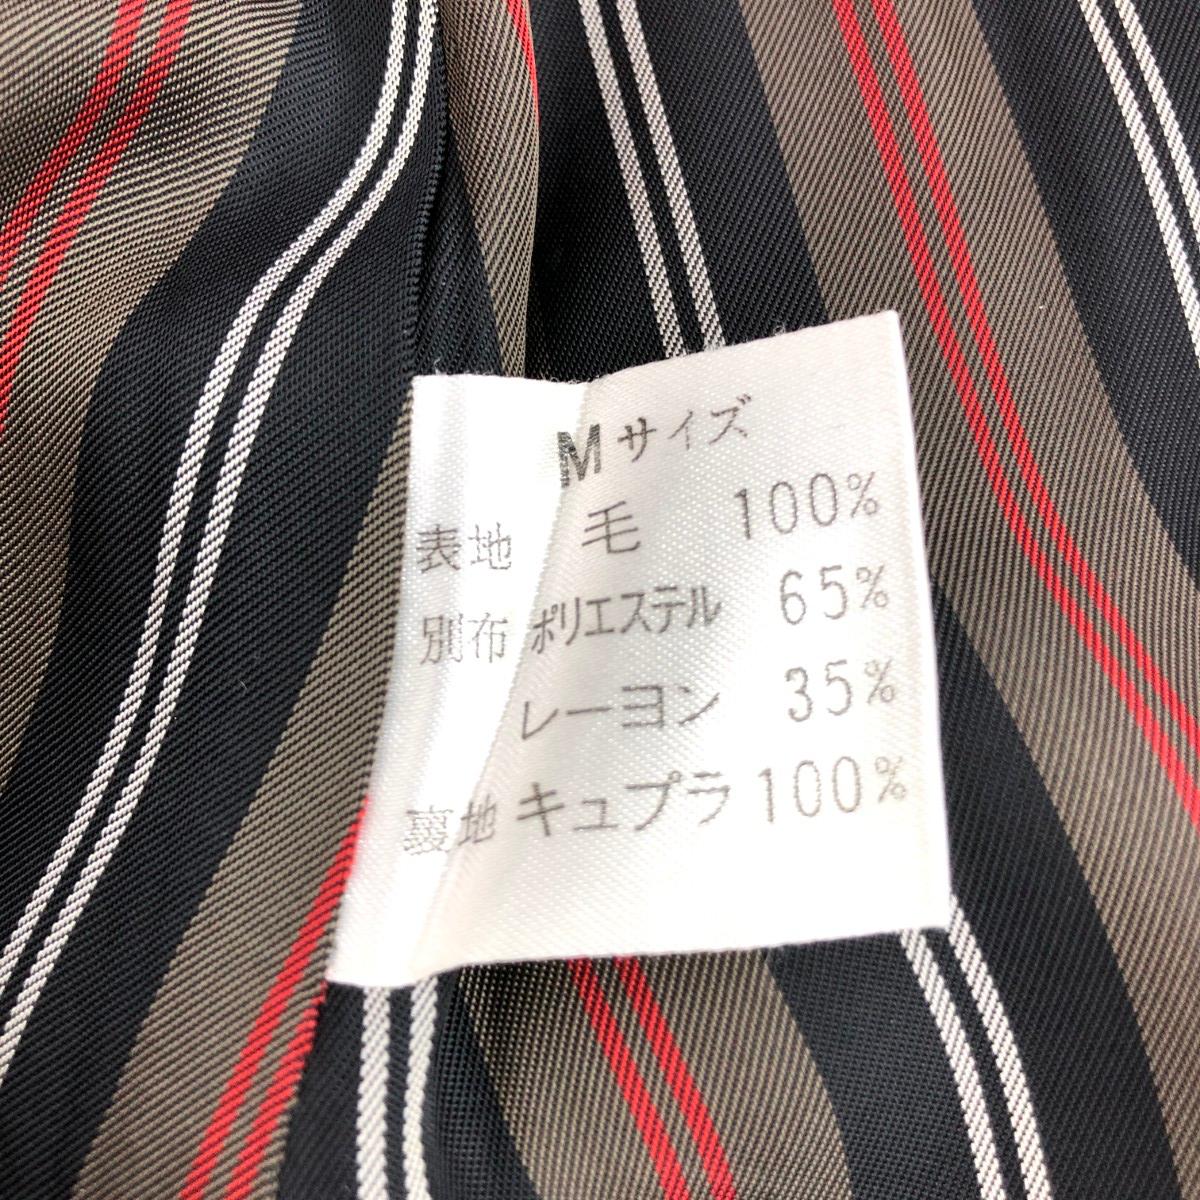 Mサイズ
表地 毛 100%
別布 ポリエステル 65%
レーヨン 35%
裏地 キュプラ 100%